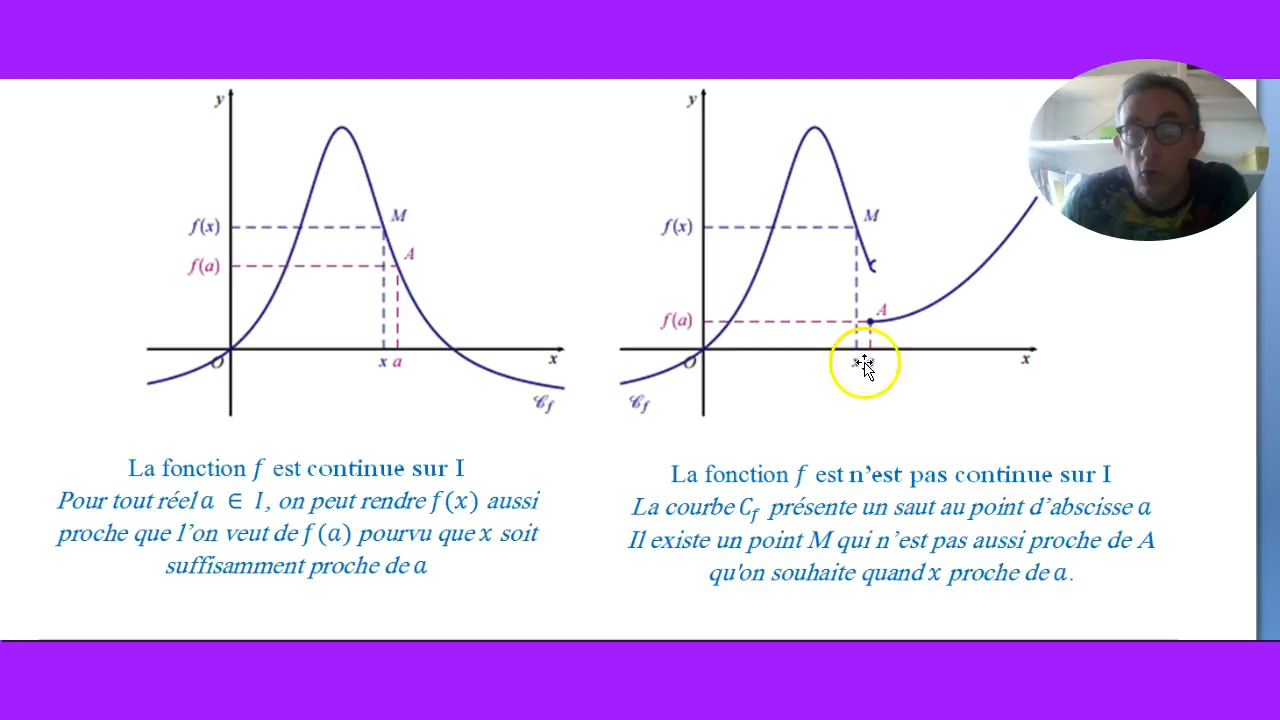 y
f(x)
M
f(a)
A
O
x a
x
𝒞f
y
f(x)
M
A
f(a)
O
x
𝒞f
La fonction f est continue sur I
Pour tout réel a ∈ I, on peut rendre f(x) aussi
proche que l'on veut de f(a) pourvu que x soit
suffisamment proche de a
La fonction f est n'est pas continue sur I
La courbe Cf présente un saut au point d'abscisse a
Il existe un point M qui n'est pas aussi proche de A
qu'on souhaite quand x proche de a.